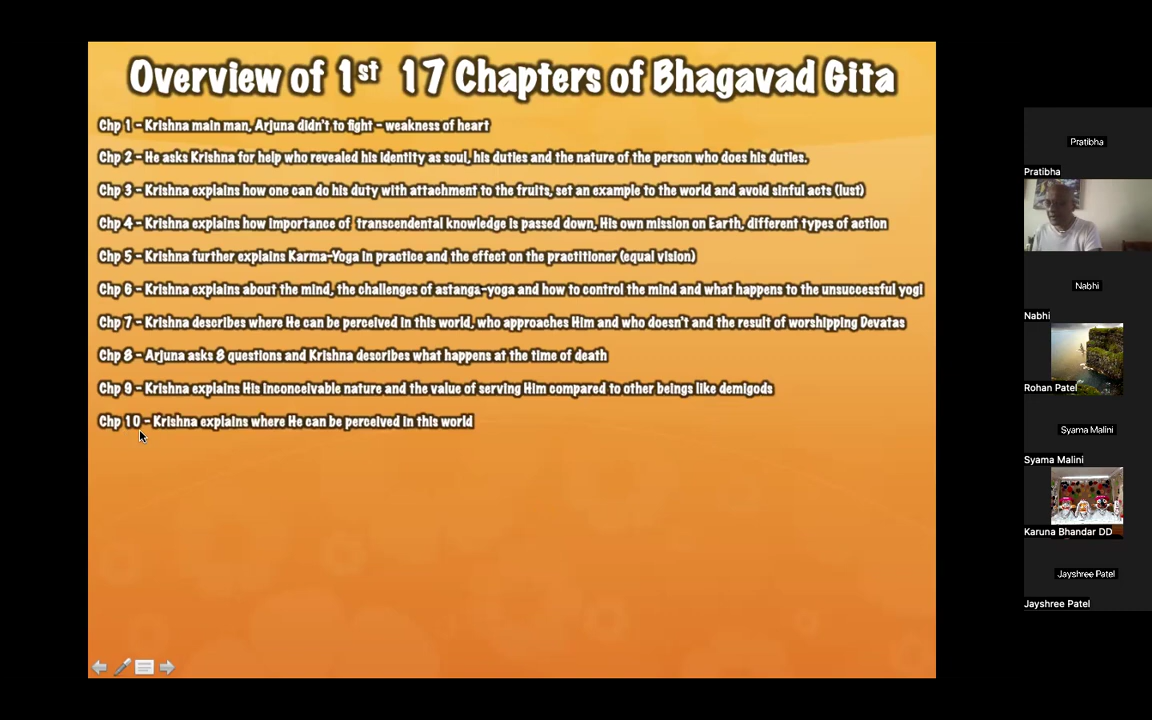 Overview of 1st 17 Chapters of Bhagavad Gita
Chp 1 - Krishna main man, Arjuna didn't to fight - weakness of heart
Chp 2 - He asks Krishna for help who revealed his identity as soul, his duties and the nature of the person who does his duties.
Chp 3 - Krishna explains how one can do his duty with attachment to the fruits, set an example to the world and avoid sinful acts (lust)
Chp 4 - Krishna explains how importance of transcendental knowledge is passed down, His own mission on Earth, different types of action
Chp 5 - Krishna further explains Karma-Yoga in practice and the effect on the practitioner (equal vision)
Chp 6 - Krishna explains about the mind, the challenges of astanga-yoga and how to control the mind and what happens to the unsuccessful yogi
Chp 7 - Krishna describes where He can be perceived in this world, who approaches Him and who doesn't and the result of worshipping Devatas
Chp 8 - Arjuna asks 8 questions and Krishna describes what happens at the time of death
Chp 9 - Krishna explains His inconceivable nature and the value of serving Him compared to other beings like demigods
Chp 10 - Krishna explains where He can be perceived in this world
Pratibha
Pratibha
Nabhi
Nabhi
Rohan Patel
Syama Malini
Syama Malini
Karuna Bhandar DD
Jayshree Patel
Jayshree Patel